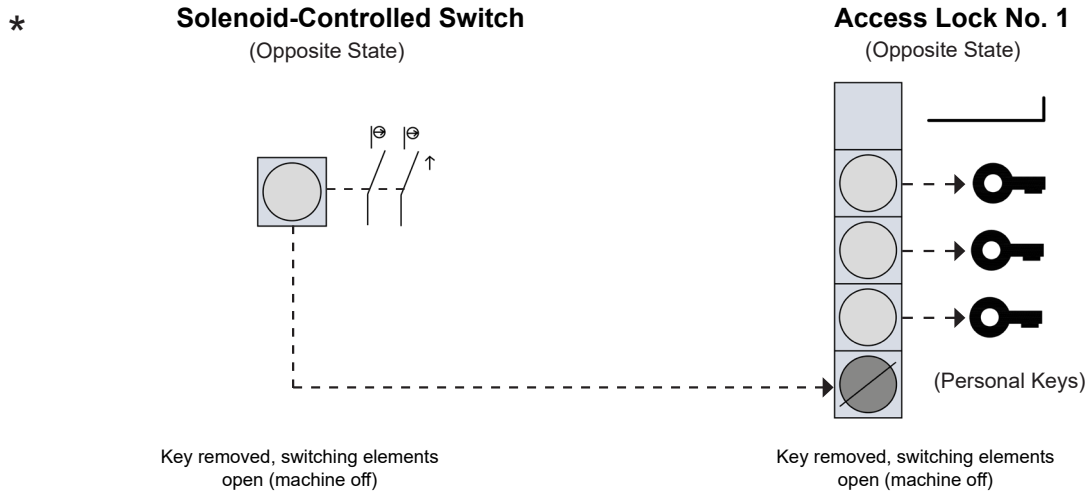 *
Solenoid-Controlled Switch
(Opposite State)
Access Lock No. 1
(Opposite State)
(Personal Keys)
Key removed, switching elements
open (machine off)
Key removed, switching elements
open (machine off)